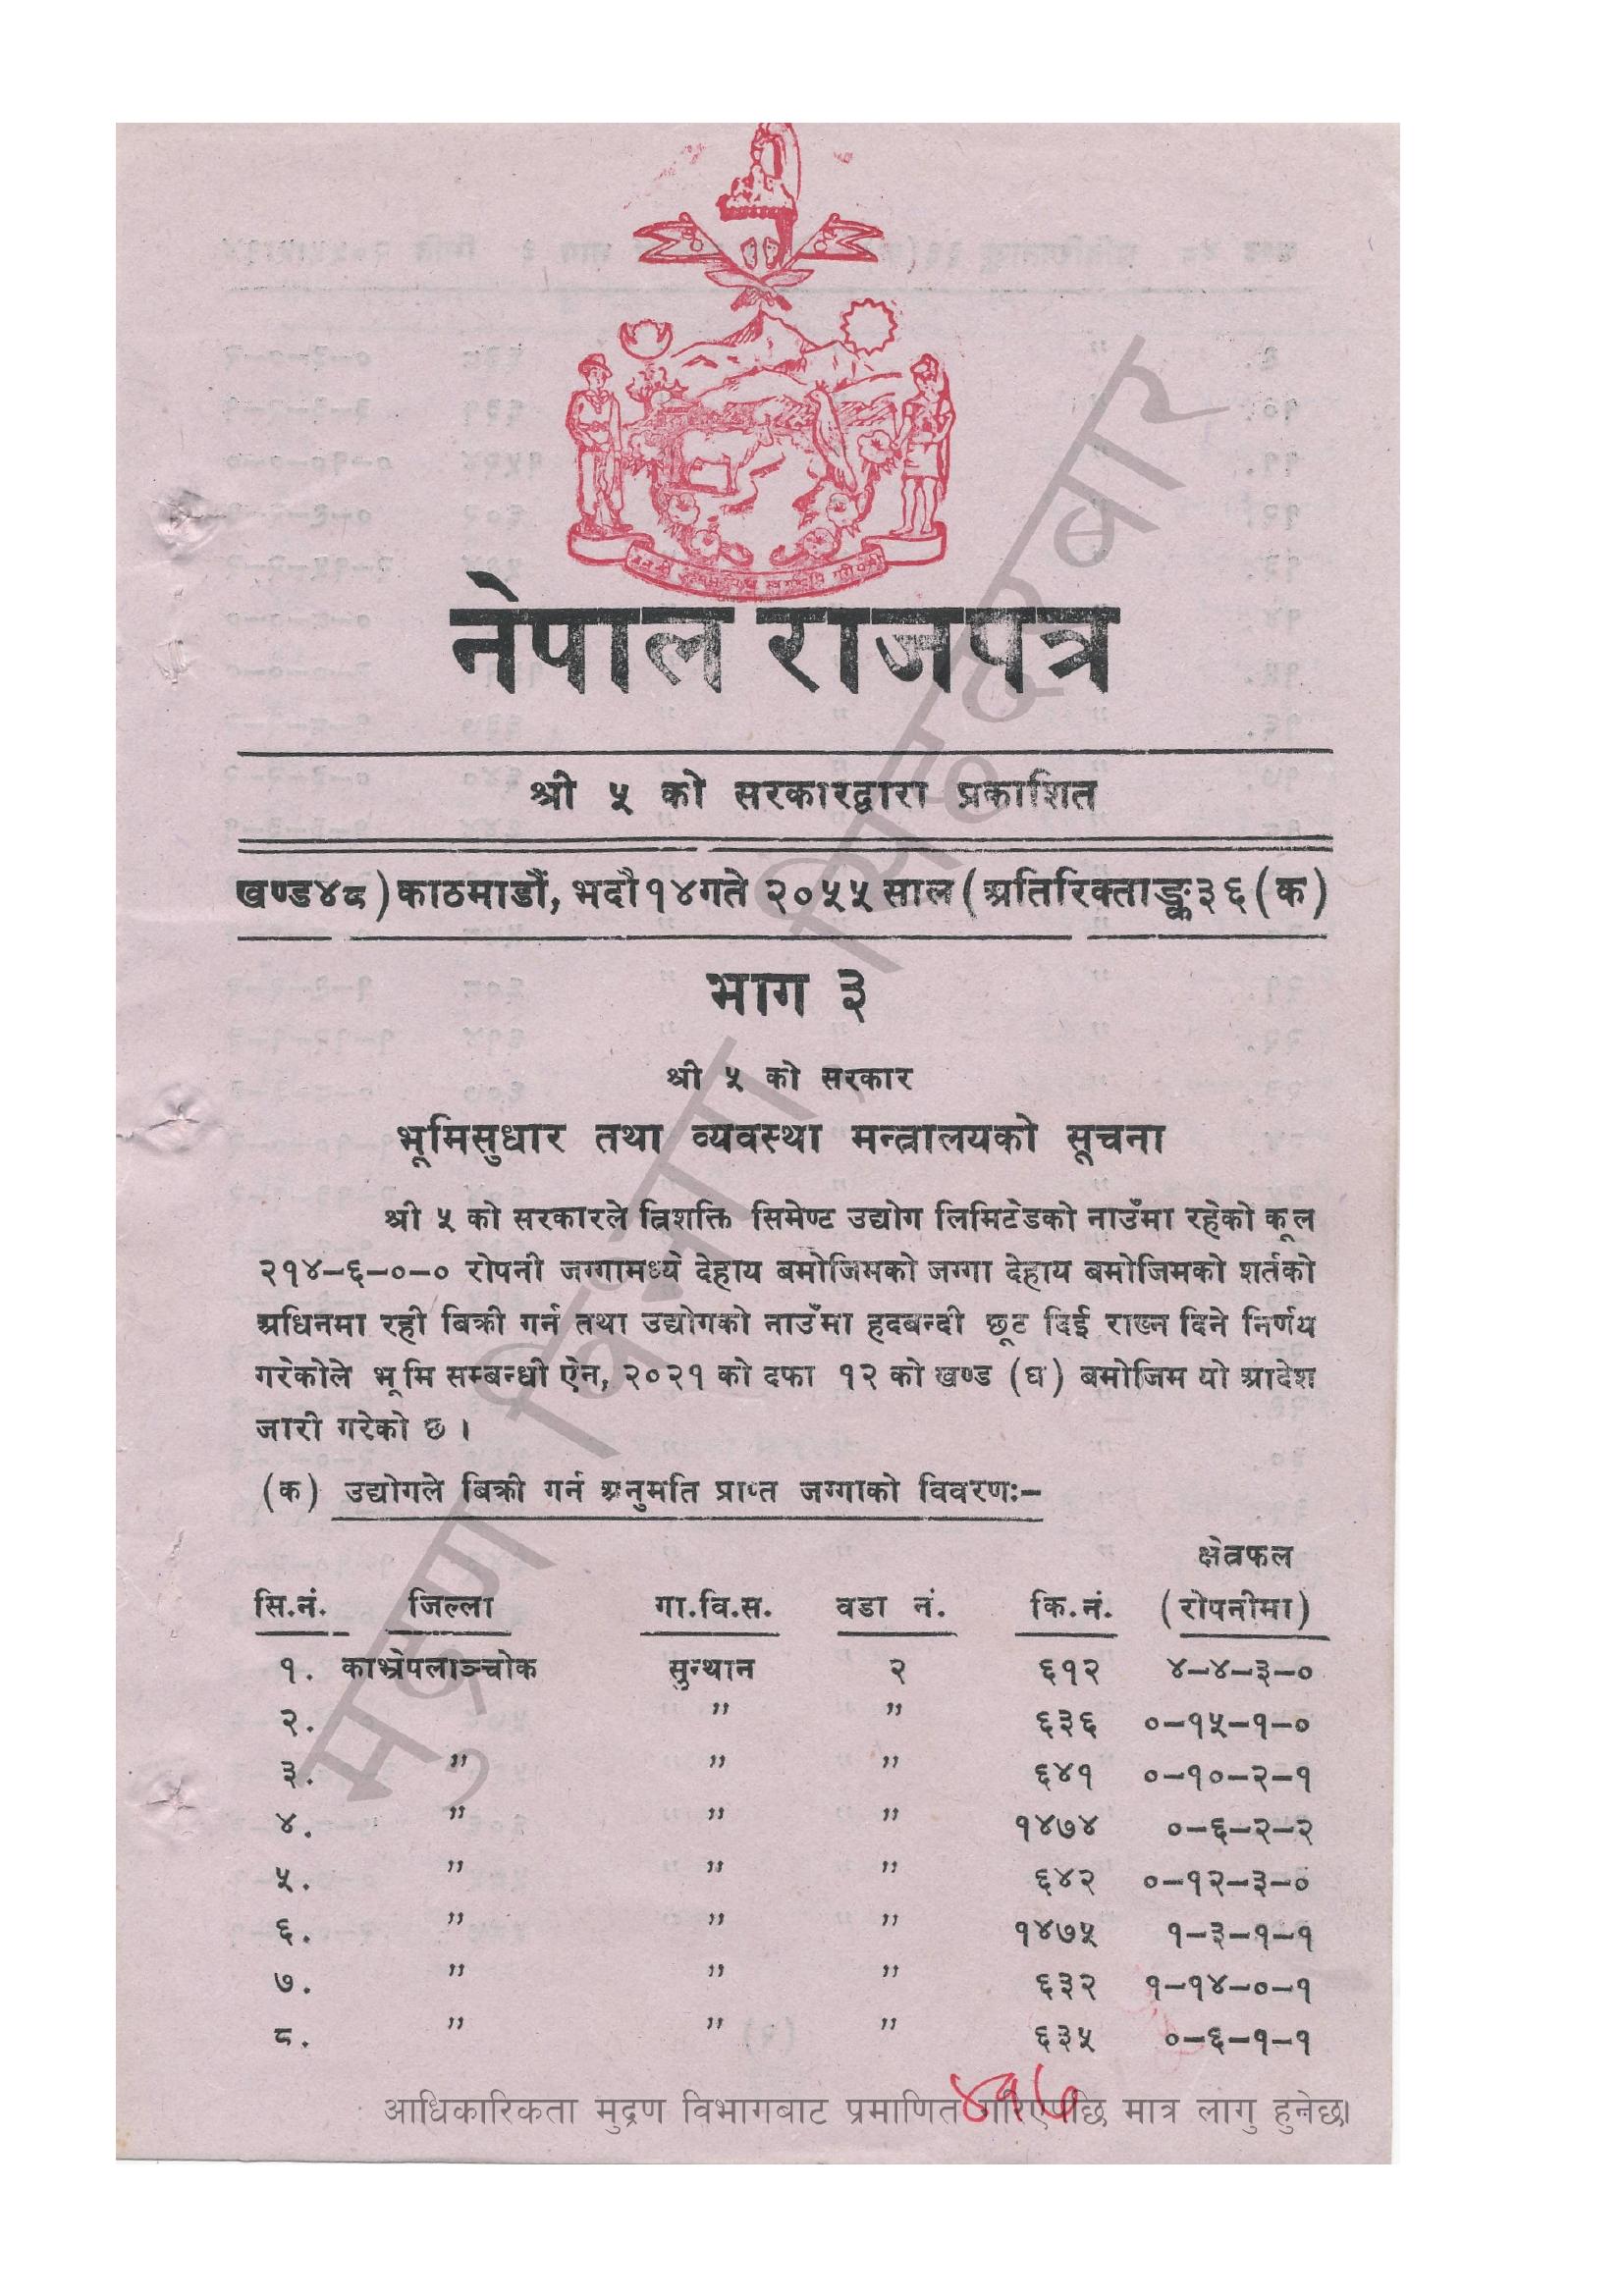 नेपाल राजपत्र
श्री ५ को सरकारद्वारा प्रकाशित
खण्ड४८) काठमाडौं, भदौ१४गते २०५५ साल (अतिरिक्ताङ्क३६(क)
भाग ३
श्री ५ को सरकार
भूमिसुधार तथा व्यवस्था मन्त्रालयको सूचना
श्री ५ को सरकारले त्रिशक्ति सिमेण्ट उद्योग लिमिटेडको नाउँमा रहेको कूल
२१४–६–०–० रोपनी जग्गामध्ये देहाय बमोजिमको जग्गा देहाय बमोजिमको शर्तको
अधिनमा रही बिक्री गर्न तथा उद्योगको नाउँमा हदबन्दी छूट दिई राख्न दिने निर्णय
गरेकोले भूमि सम्बन्धी ऐन, २०२१ को दफा १२ को खण्ड (घ) बमोजिम यो आदेश
जारी गरेको छ ।
(क) उद्योगले बिक्री गर्न अनुमति प्राप्त जग्गाको विवरणः–
क्षेत्रफल
सि.नं. जिल्ला गा.वि.स. वडा नं. कि.नं. (रोपनीमा)
१. काभ्रेपलाञ्चोक सुन्थान २ ६१२ ४–४–३–०
२. " " ६३६ ०–१५–१–०
३. " " " ६४१ ०–१०–२–१
४. " " " १४७४ ०–६–२–२
५. " " " ६४२ ०–१२–३–०
६. " " " १४७५ १–३–१–१
७. " " " ६३२ १–१४–०–१
८. " " " ६३५ ०–६–१–१
४१७
आधिकारिकता मुद्रण विभागबाट प्रमाणित गरिएपछि मात्र लागु हुनेछ।
मुद्रण विभाग, सिंहदरबार